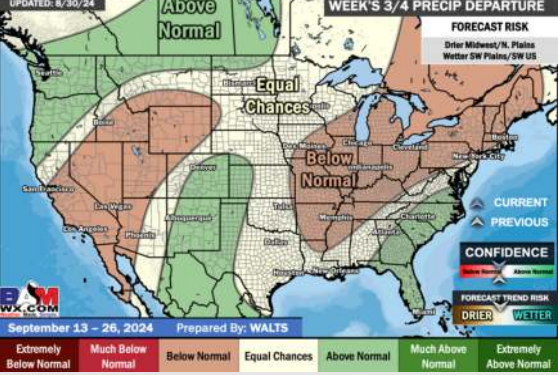 UPDATED: 8/30/24
WEEK'S 3/4 PRECIP DEPARTURE
FORECAST RISK
Drier Midwest/N. Plains
Wetter SW Plains/SW US
Above
Normal
Seattle
Bismarck
Equal
Chances
Boise
Des Moines
Chicago
Cleveland
Boston
New York City
Below
Normal
Indianapolis
Denver
San Francisco
Las Vegas
Los Angeles
Phoenix
Albuquerque
Tulsa
Memphis
Charlotte
Atlanta
Dallas
Houston
New Orleans
Miami
CURRENT
PREVIOUS
CONFIDENCE
Below Normal
Above Normal
FORECAST TREND RISK
DRIER
WETTER
BAM
WX.COM
September 13 – 26, 2024
Prepared By: WALTS
Extremely
Below Normal
Much Below
Normal
Below
Normal
Equal Chances
Above
Normal
Much Above
Normal
Extremely
Above Normal